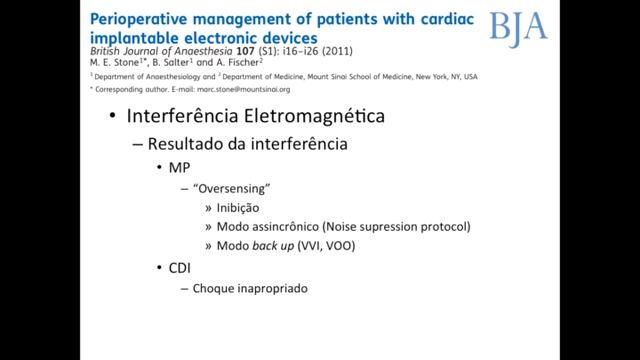 Perioperative management of patients with cardiac
implantable electronic devices
BJA
British Journal of Anaesthesia 107 (S1): i16–i26 (2011)
M. E. Stone1*, B. Salter2 and A. Fischer2
1 Department of Anaesthesiology and 2 Department of Medicine, Mount Sinai School of Medicine, New York, NY, USA
* Corresponding author. E-mail: marc.stone@mountsinai.org
• Interferência Eletromagnética
– Resultado da interferência
• MP
– “Oversensing”
» Inibição
» Modo assincrônico (Noise supression protocol)
» Modo back up (VVI, VOO)
• CDI
– Choque inapropriado